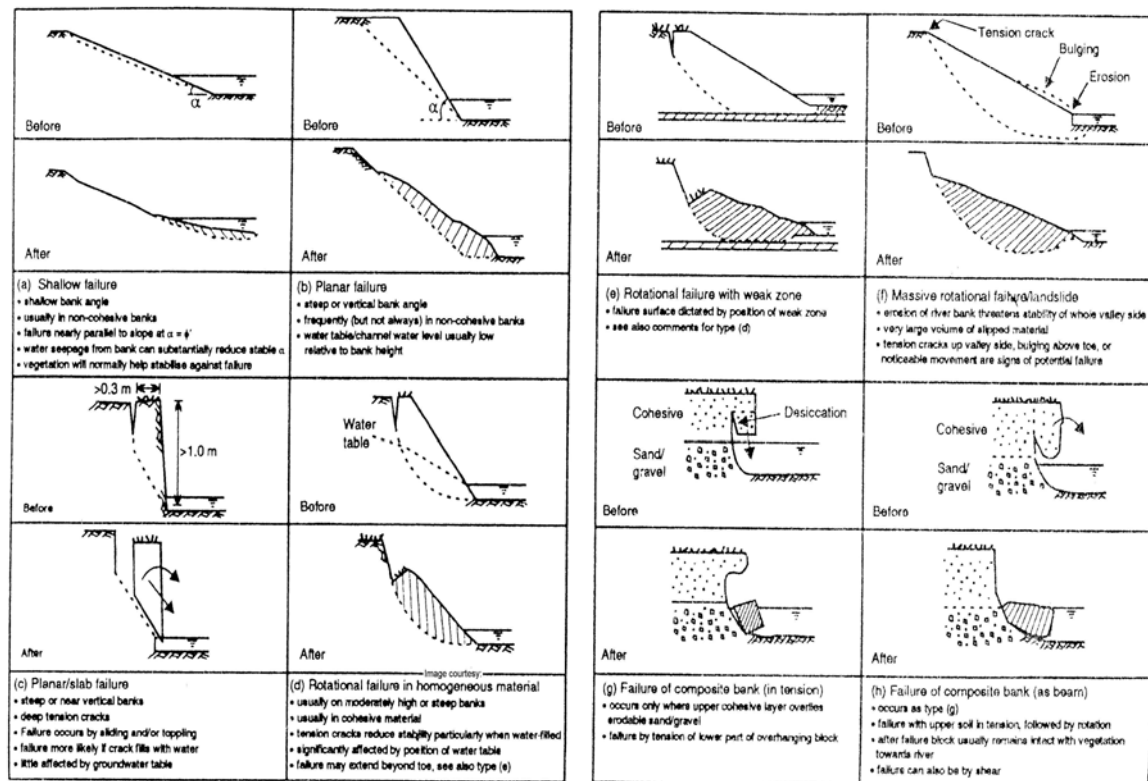 α
Before
α
Before
After
After
(a) Shallow failure
• shallow bank angle
• usually in non-cohesive banks
• failure nearly parallel to slope at α = ϕ'
• water seepage from bank can substantially reduce stable α
• vegetation will normally help stabilise against failure
(b) Planar failure
• steep or vertical bank angle
• frequently (but not always) in non-cohesive banks
• water table/channel water level usually low
relative to bank height
>0.3 m
>1.0 m
Before
Water
table
Before
After
After
Image courtesy:
(c) Planar/slab failure
• steep or near vertical banks
• deep tension cracks
• Failure occurs by sliding and/or toppling
• failure more likely if crack fills with water
• little affected by groundwater table
(d) Rotational failure in homogeneous material
• usually on moderately high or steep banks
• usually in cohesive material
• tension cracks reduce stability particularly when water-filled
• significantly affected by position of water table
• failure may extend beyond toe, see also type (e)
Before
Tension crack
Bulging
Erosion
Before
After
After
(e) Rotational failure with weak zone
• failure surface dictated by position of weak zone
• see also comments for type (d)
(f) Massive rotational failure/landslide
• erosion of river bank threatens stability of whole valley side
• very large volume of slipped material
• tension cracks up valley side, bulging above toe, or
noticeable movement are signs of potential failure
Cohesive
Desiccation
Sand/
gravel
Before
Cohesive
Sand/
gravel
Before
After
After
(g) Failure of composite bank (in tension)
• occurs only where upper cohesive layer overlies
erodable sand/gravel
• failure by tension of lower part of overhanging block
(h) Failure of composite bank (as beam)
• occurs as type (g)
• failure with upper soil in tension, followed by rotation
• after failure block usually remains intact with vegetation
towards river
• failure can also be by shear